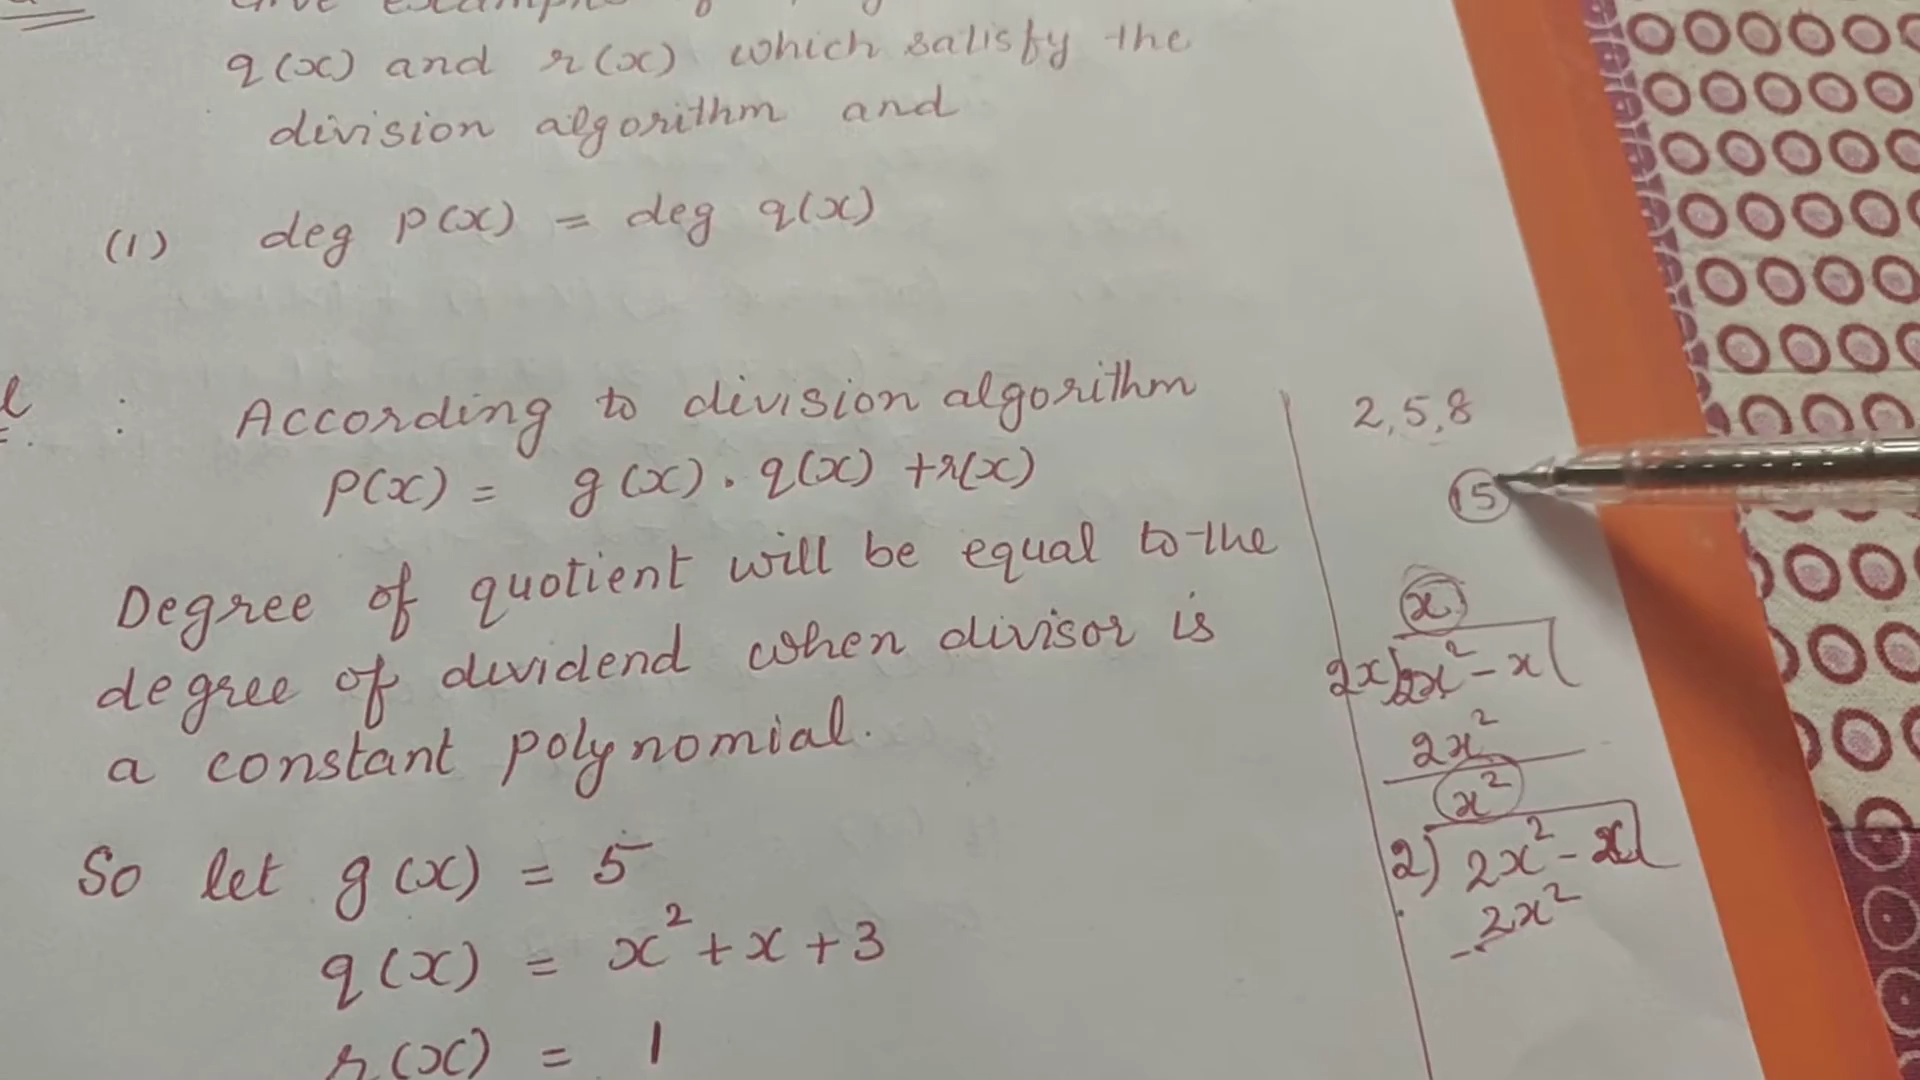 q(x) and r(x) which satisfy the
division algorithm and
(1) deg p(x) = deg q(x)
: According to division algorithm
p(x) = g(x) . q(x) + r(x)
Degree of quotient will be equal to the
degree of dividend when divisor is
a constant polynomial.
So let g(x) = 5
q(x) = x² + x + 3
r(x) = 1
2, 5, 8
15
x
2x) 2x² - x (
2x²
x²
2) 2x² - x
- 2x²